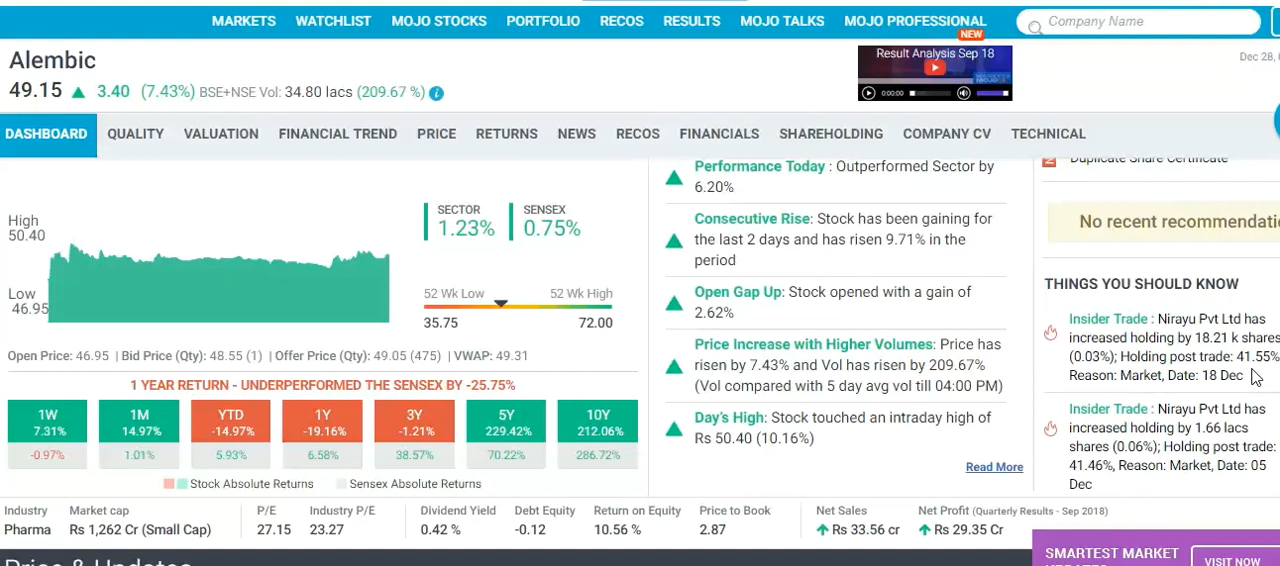 MARKETS WATCHLIST MOJO STOCKS PORTFOLIO RECOS RESULTS MOJO TALKS MOJO PROFESSIONAL Company Name
NEW
Alembic
49.15 3.40 (7.43%) BSE+NSE Vol: 34.80 lacs (209.67 %)
Result Analysis Sep 18
0:00:00
Dec 28,
DASHBOARD QUALITY VALUATION FINANCIAL TREND PRICE RETURNS NEWS RECOS FINANCIALS SHAREHOLDING COMPANY CV TECHNICAL
High
50.40
Low
46.95
SECTOR
1.23%
SENSEX
0.75%
52 Wk Low 52 Wk High
35.75 72.00
Open Price: 46.95 | Bid Price (Qty): 48.55 (1) | Offer Price (Qty): 49.05 (475) | VWAP: 49.31
1 YEAR RETURN - UNDERPERFORMED THE SENSEX BY -25.75%
1W 1M YTD 1Y 3Y 5Y 10Y
7.31% 14.97% -14.97% -19.16% -1.21% 229.42% 212.06%
-0.97% 1.01% 5.93% 6.58% 38.57% 70.22% 286.72%
Stock Absolute Returns Sensex Absolute Returns
Performance Today : Outperformed Sector by
6.20%
Consecutive Rise: Stock has been gaining for
the last 2 days and has risen 9.71% in the
period
Open Gap Up: Stock opened with a gain of
2.62%
Price Increase with Higher Volumes: Price has
risen by 7.43% and Vol has risen by 209.67%
(Vol compared with 5 day avg vol till 04:00 PM)
Day's High: Stock touched an intraday high of
Rs 50.40 (10.16%)
Read More
Duplicate Share Certificate
No recent recommendati
THINGS YOU SHOULD KNOW
Insider Trade : Nirayu Pvt Ltd has
increased holding by 18.21 k shares
(0.03%); Holding post trade: 41.55%
Reason: Market, Date: 18 Dec
Insider Trade : Nirayu Pvt Ltd has
increased holding by 1.66 lacs
shares (0.06%); Holding post trade:
41.46%, Reason: Market, Date: 05
Dec
Industry Market cap P/E Industry P/E Dividend Yield Debt Equity Return on Equity Price to Book Net Sales Net Profit (Quarterly Results - Sep 2018)
Pharma Rs 1,262 Cr (Small Cap) 27.15 23.27 0.42 % -0.12 10.56 % 2.87 Rs 33.56 cr Rs 29.35 Cr
Price & Updates
SMARTEST MARKET
UPDATES
VISIT NOW